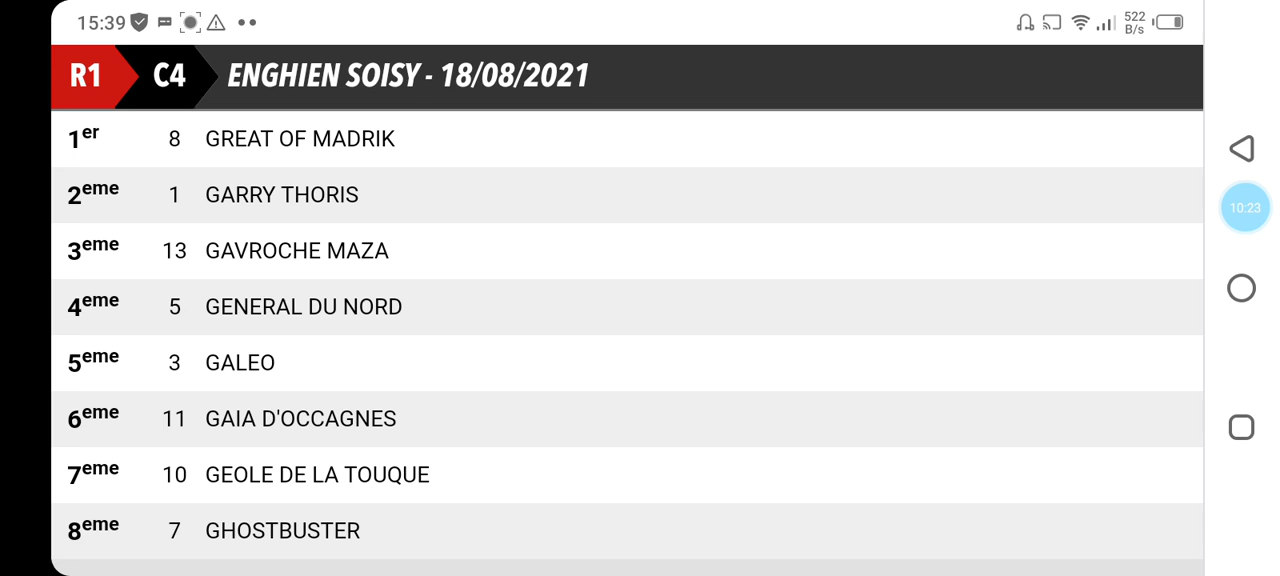 15:39
522 B/s
R1 C4 ENGHIEN SOISY - 18/08/2021
1er 8 GREAT OF MADRIK
2eme 1 GARRY THORIS
10:23
3eme 13 GAVROCHE MAZA
4eme 5 GENERAL DU NORD
5eme 3 GALEO
6eme 11 GAIA D'OCCAGNES
7eme 10 GEOLE DE LA TOUQUE
8eme 7 GHOSTBUSTER